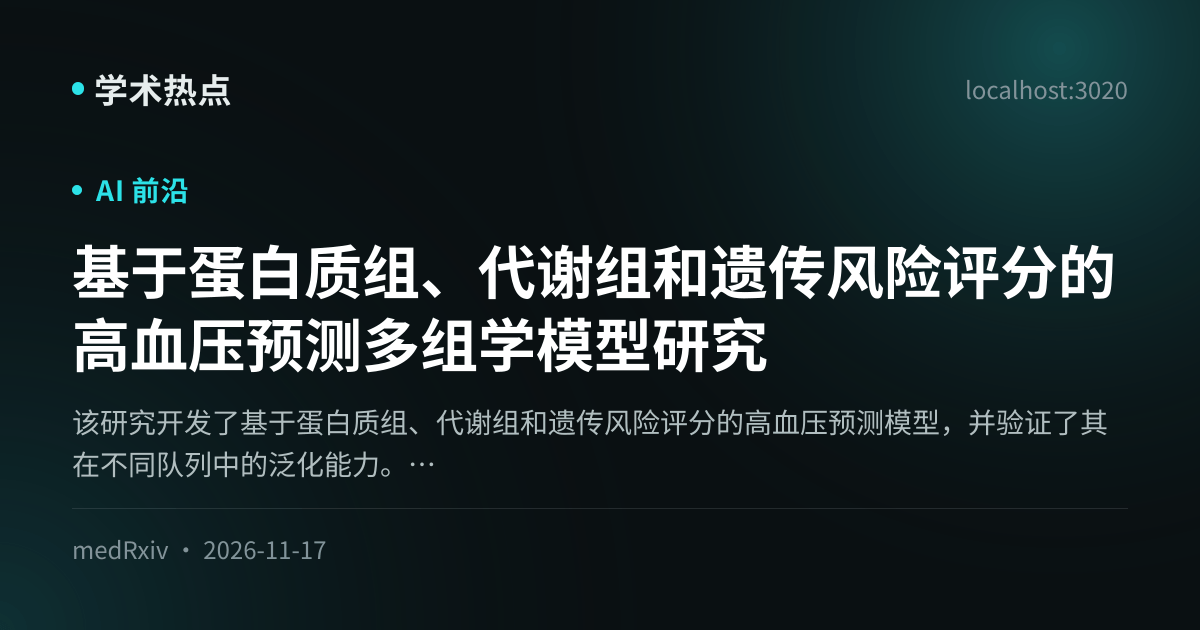 学术热点
localhost:3020
AI 前沿
基于蛋白质组、代谢组和遗传风险评分的
高血压预测多组学模型研究
该研究开发了基于蛋白质组、代谢组和遗传风险评分的高血压预测模型，并验证了其
在不同队列中的泛化能力。…
medRxiv · 2026-11-17